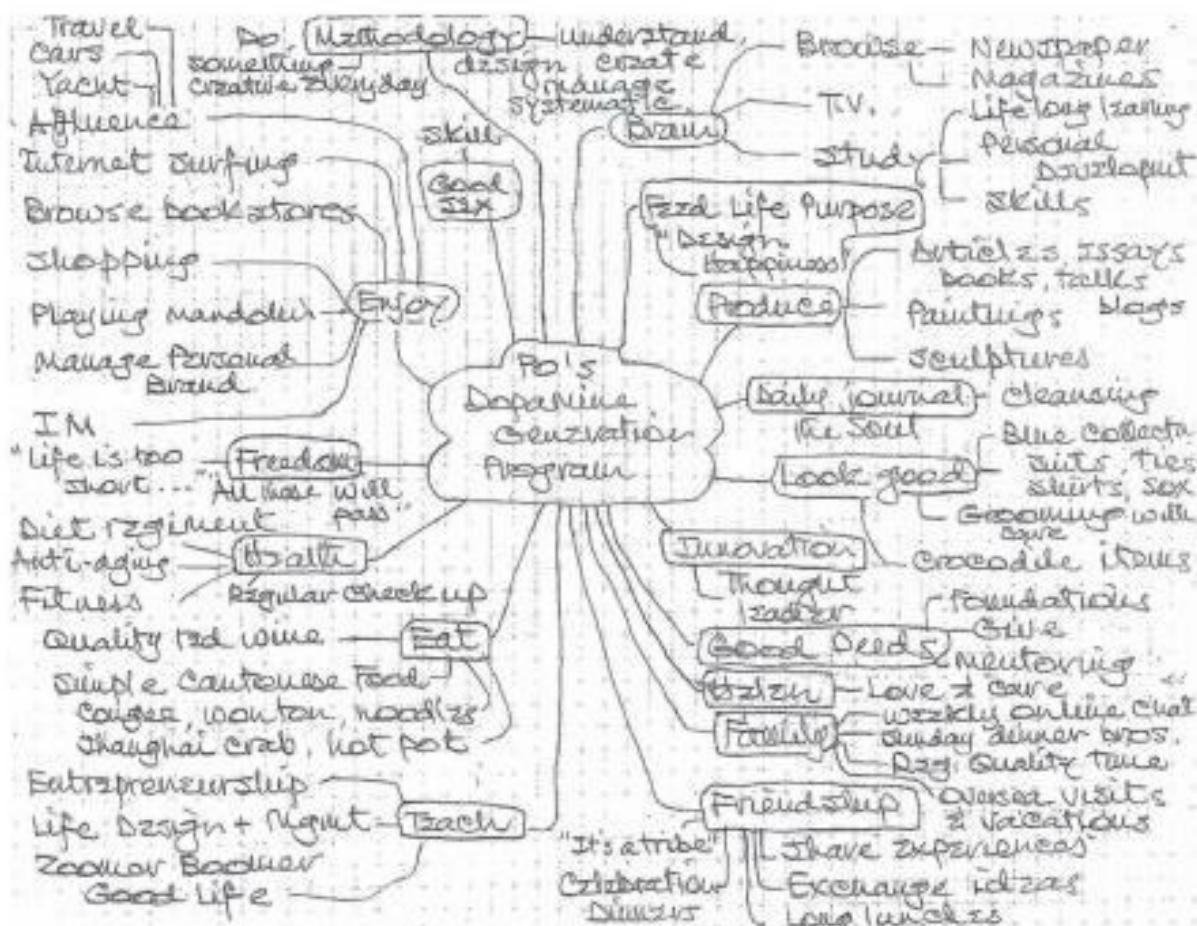 Po's
Dopamine
Generation
Program
Methodology
Do
something
creative everyday
understand,
design create
manage
systematic
Skill
Good
Sex
Brain
Browse
Newspaper
Magazines
T.V.
Study
Life long learning
Personal
Skills
Feed Life Purpose
"Design
Happiness"
Produce
Articles, Essays
books, talks
blogs
Paintings
Sculptures
Daily journal
cleansing
the soul
Look good
Blue
suits, ties
shirts, sox
Grooming with
care
Crocodile items
Innovation
Thought
leader
Good Deeds
Foundations
Give
Mentoring
Helen
Love & care
Family
weekly online chat
Sunday dinner bros.
Reg. Quality Time
Oversea visits
& vacations
Friendship
"It's a tribe"
Celebration
Dinners
Share experiences
Exchange ideas
Long lunches
Teach
Entrepreneurship
Life Design + Mgmt
Zoomer Boomer
Good Life
Eat
Quality red wine
Simple Cantonese Food
Congee, wonton, noodles
Shanghai crab, hot pot
Health
Diet regiment
Anti-aging
Fitness
Regular check up
Freedom
"Life is too
short...."
"All these will
pass"
Enjoy
Travel
Cars
Yacht
Affluence
Internet surfing
Browse bookstores
Shopping
Playing mandolin
Manage Personal
Brand
IM